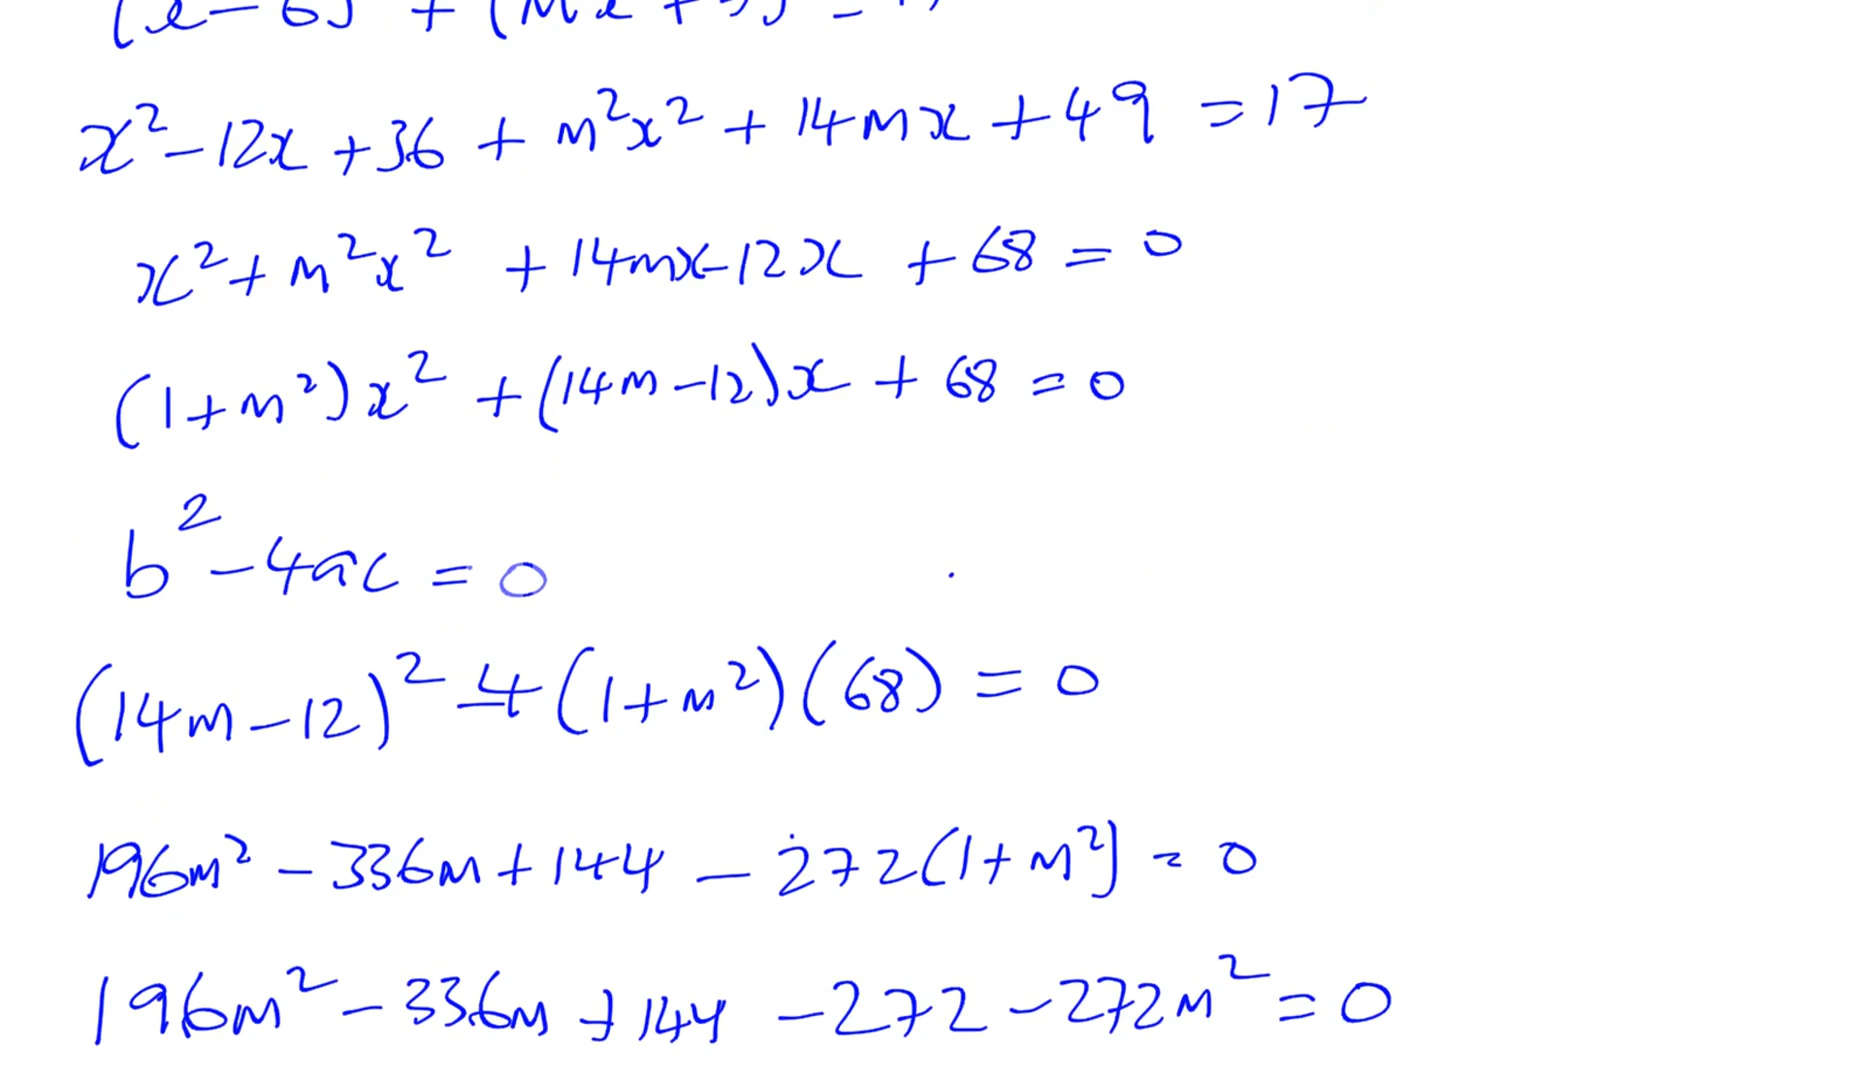 x² - 12x + 36 + m²x² + 14mx + 49 = 17
x² + m²x² + 14mx - 12x + 68 = 0
(1 + m²)x² + (14m - 12)x + 68 = 0
b² - 4ac = 0
(14m - 12)² - 4(1 + m²)(68) = 0
196m² - 336m + 144 - 272(1 + m²) = 0
196m² - 336m + 144 - 272 - 272m² = 0